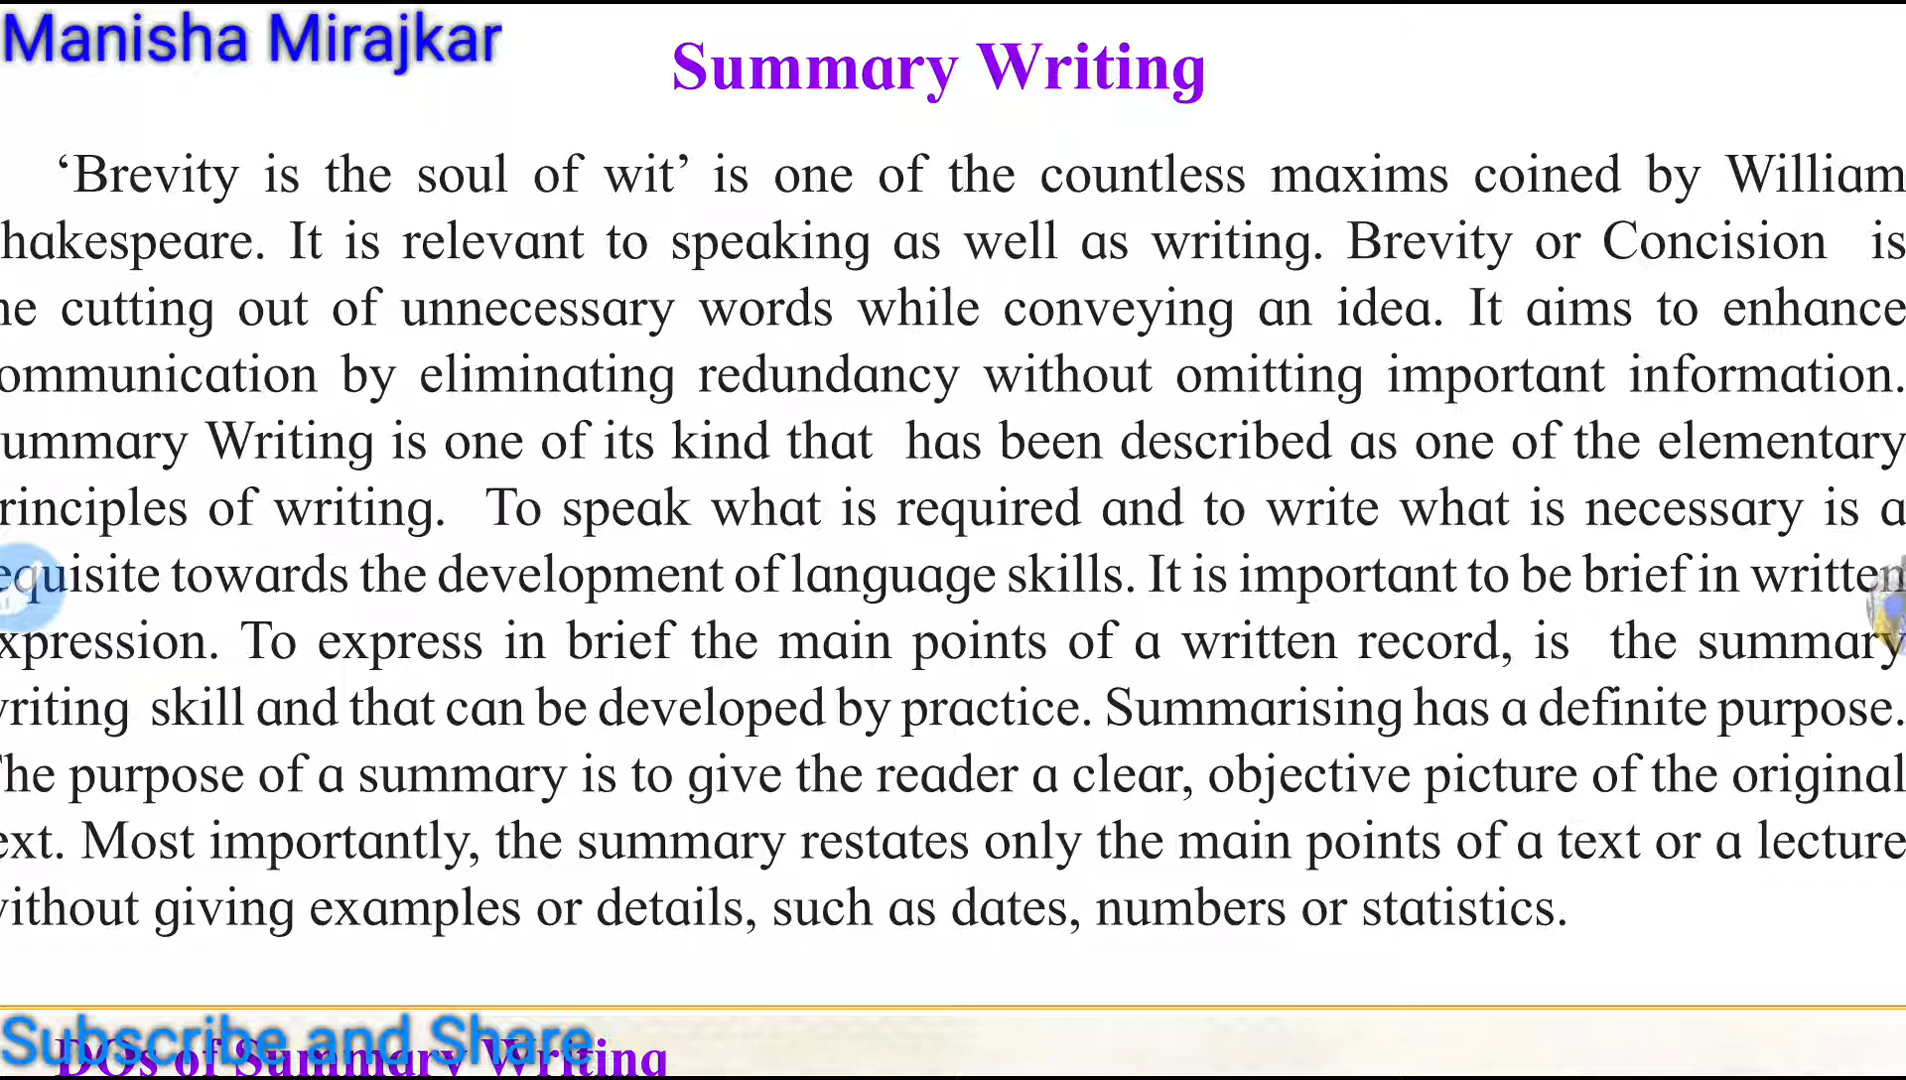 Manisha Mirajkar
Summary Writing
‘Brevity is the soul of wit’ is one of the countless maxims coined by William
hakespeare. It is relevant to speaking as well as writing. Brevity or Concision is
he cutting out of unnecessary words while conveying an idea. It aims to enhance
ommunication by eliminating redundancy without omitting important information.
ummary Writing is one of its kind that has been described as one of the elementary
rinciples of writing. To speak what is required and to write what is necessary is a
equisite towards the development of language skills. It is important to be brief in written
xpression. To express in brief the main points of a written record, is the summary
riting skill and that can be developed by practice. Summarising has a definite purpose.
he purpose of a summary is to give the reader a clear, objective picture of the original
ext. Most importantly, the summary restates only the main points of a text or a lecture
ithout giving examples or details, such as dates, numbers or statistics.
Subscribe and Share
DOs of Summary Writing